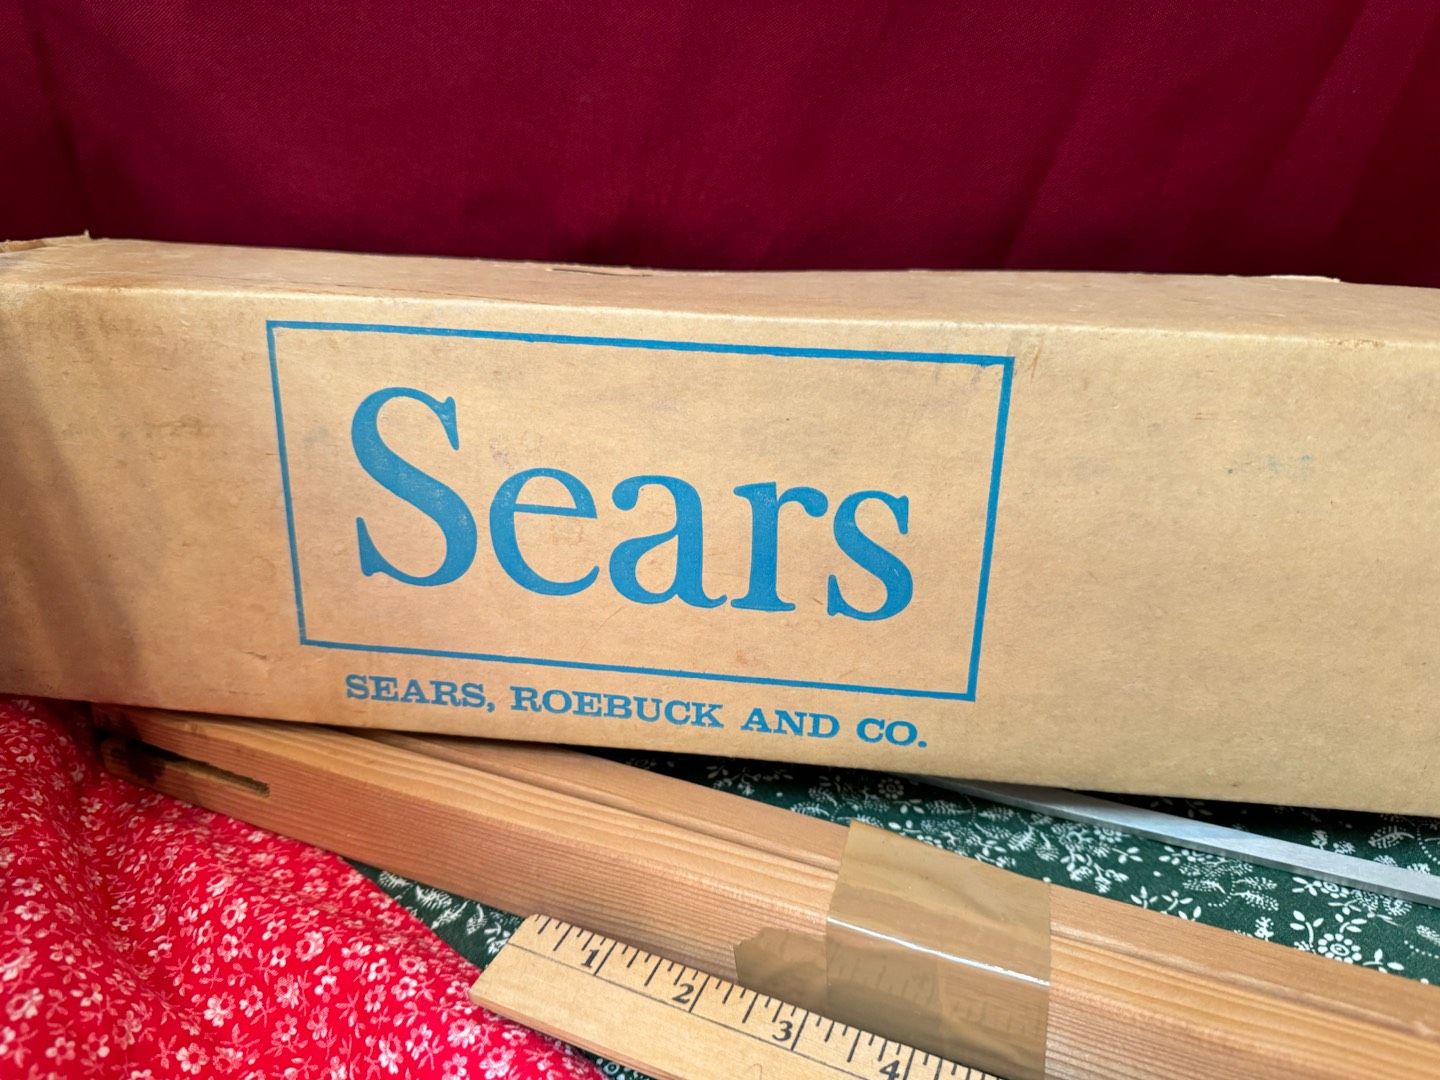 Sears
SEARS, ROEBUCK AND CO.
1 2 3 4